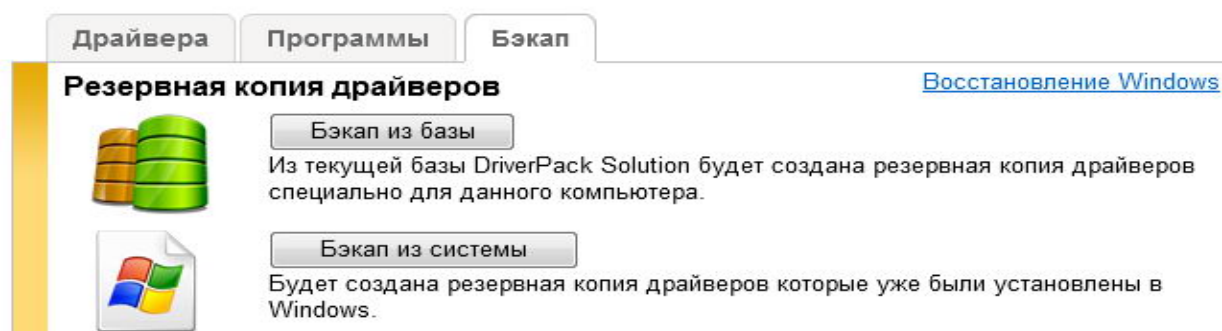 Драйвера Программы Бэкап
Резервная копия драйверов Восстановление Windows
Бэкап из базы
Из текущей базы DriverPack Solution будет создана резервная копия драйверов
специально для данного компьютера.
Бэкап из системы
Будет создана резервная копия драйверов которые уже были установлены в
Windows.